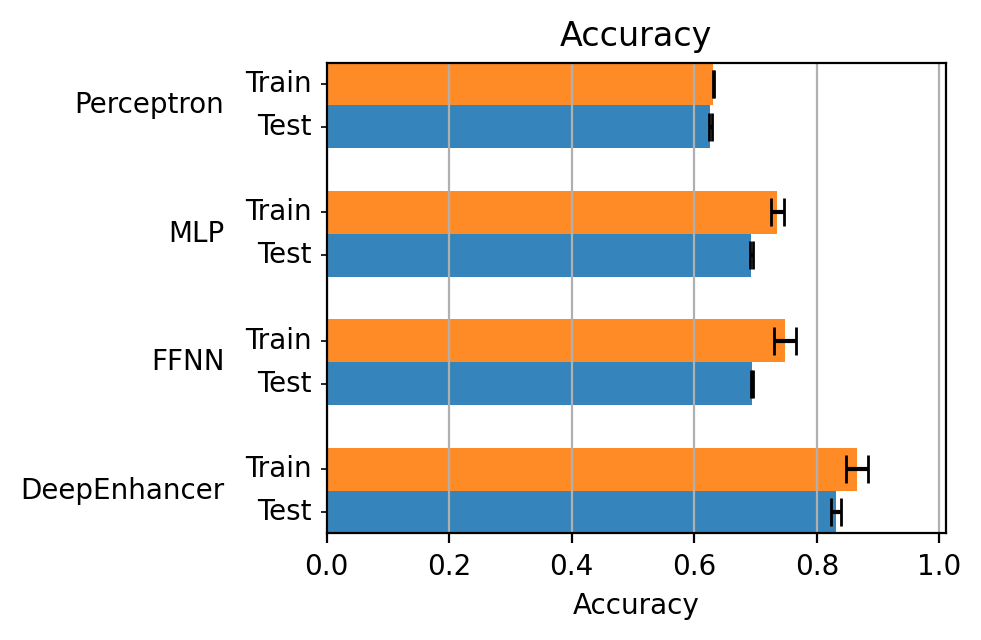 Accuracy
Perceptron
Train
Test
MLP
Train
Test
FFNN
Train
Test
DeepEnhancer
Train
Test
0.0 0.2 0.4 0.6 0.8 1.0
Accuracy